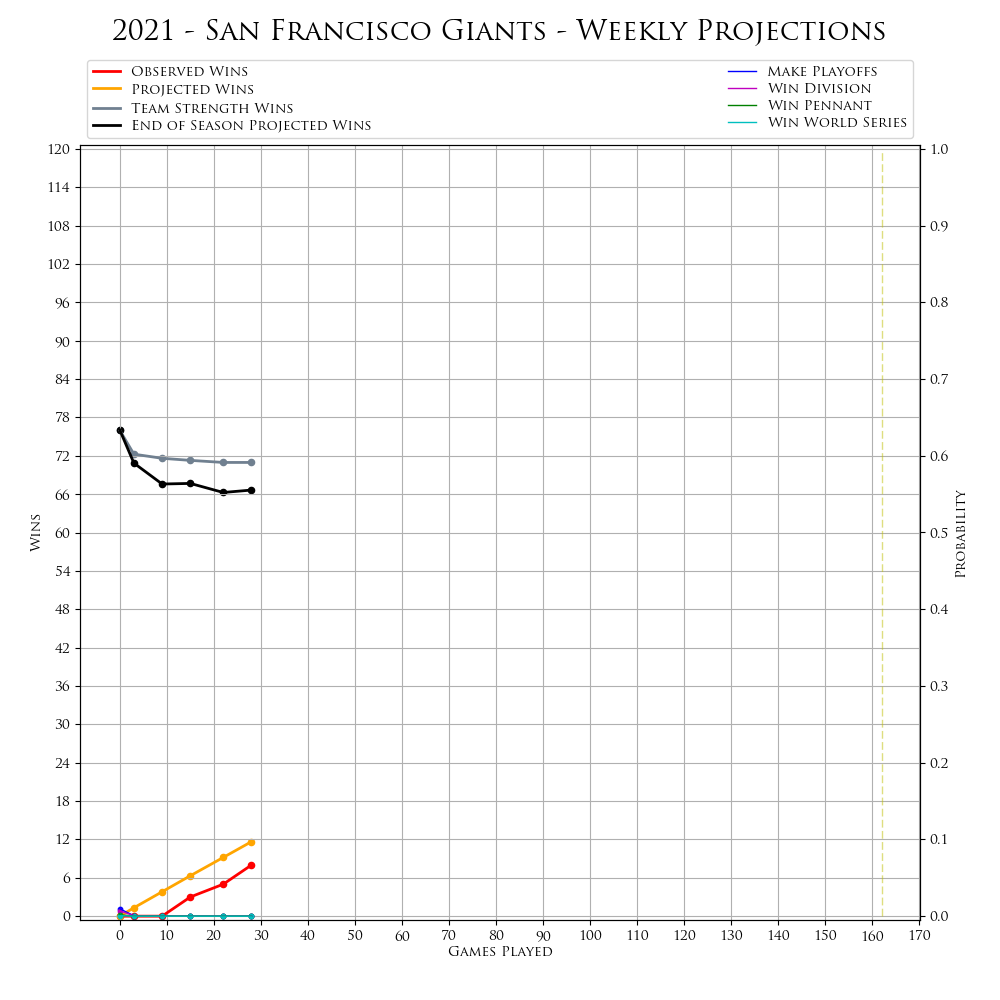 2021 - San Francisco Giants - Weekly Projections
Observed Wins
Projected Wins
Team Strength Wins
End of Season Projected Wins
Make Playoffs
Win Division
Win Pennant
Win World Series
120
114
108
102
96
90
84
78
72
66
60
54
48
42
36
30
24
18
12
6
0
Wins
1.0
0.9
0.8
0.7
0.6
0.5
0.4
0.3
0.2
0.1
0.0
Probability
0 10 20 30 40 50 60 70 80 90 100 110 120 130 140 150 160 170
Games Played